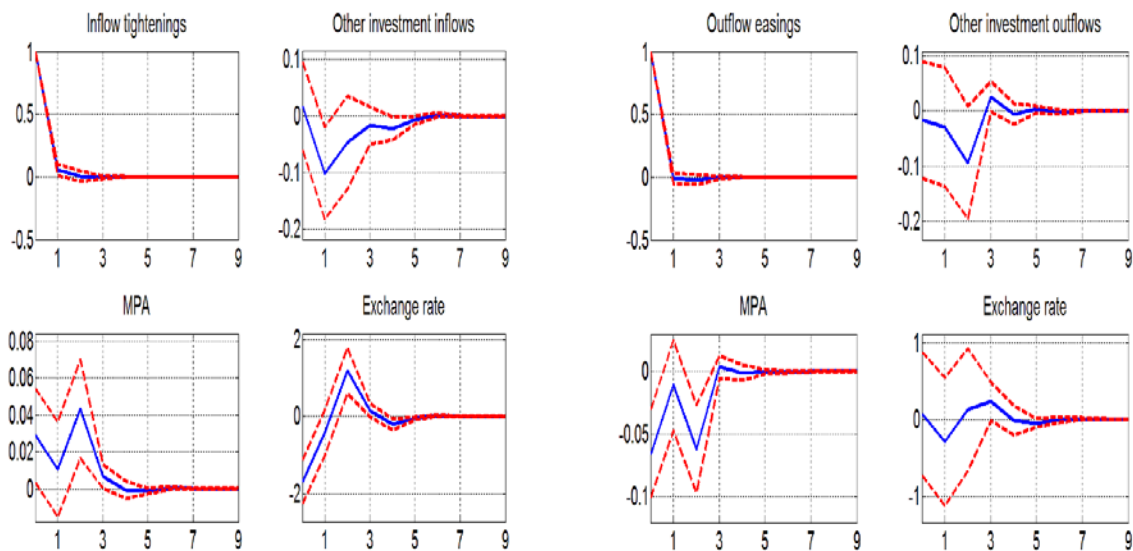 Inflow tightenings
1
0.5
0
-0.5
1 3 5 7 9
Other investment inflows
0.1
0
-0.1
-0.2
1 3 5 7 9
Outflow easings
1
0.5
0
-0.5
1 3 5 7 9
Other investment outflows
0.1
0
-0.1
-0.2
1 3 5 7 9
MPA
0.08
0.06
0.04
0.02
0
1 3 5 7 9
Exchange rate
2
0
-2
1 3 5 7 9
MPA
-0
-0.05
-0.1
1 3 5 7 9
Exchange rate
1
0
-1
1 3 5 7 9